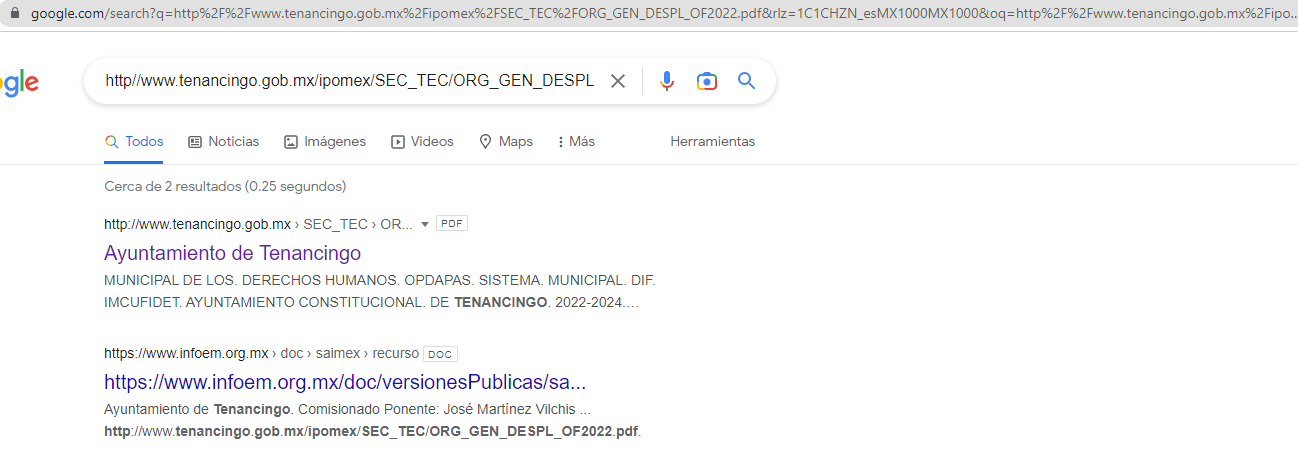 google.com/search?q=http%2F%2Fwww.tenancingo.gob.mx%2Fipomex%2FSEC_TEC%2FORG_GEN_DESPL_OF2022.pdf&rlz=1C1CHZN_esMX1000MX1000&oq=http%2F%2Fwww.tenancingo.gob.mx%2Fipo...
ogle
http//www.tenancingo.gob.mx/ipomex/SEC_TEC/ORG_GEN_DESPL
Todos Noticias Imágenes Videos Maps Más Herramientas
Cerca de 2 resultados (0.25 segundos)
http://www.tenancingo.gob.mx › SEC_TEC › OR... PDF
Ayuntamiento de Tenancingo
MUNICIPAL DE LOS. DERECHOS HUMANOS. OPDAPAS. SISTEMA. MUNICIPAL. DIF.
IMCUFIDET. AYUNTAMIENTO CONSTITUCIONAL. DE TENANCINGO. 2022-2024....
https://www.infoem.org.mx › doc › saimex › recurso DOC
https://www.infoem.org.mx/doc/versionesPublicas/sa...
Ayuntamiento de Tenancingo. Comisionado Ponente: José Martínez Vilchis ...
http://www.tenancingo.gob.mx/ipomex/SEC_TEC/ORG_GEN_DESPL_OF2022.pdf.